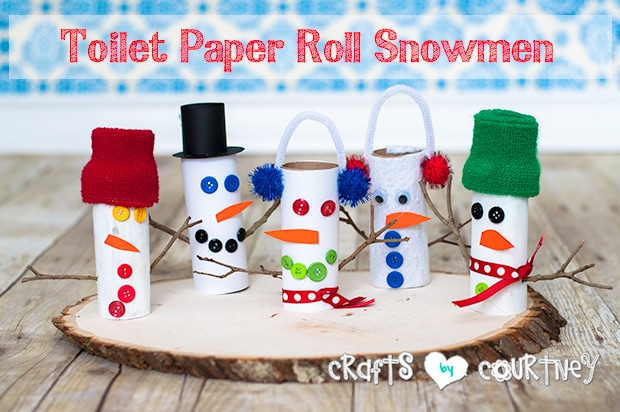 Toilet Paper Roll Snowmen
CRAFTS by COURTNEY